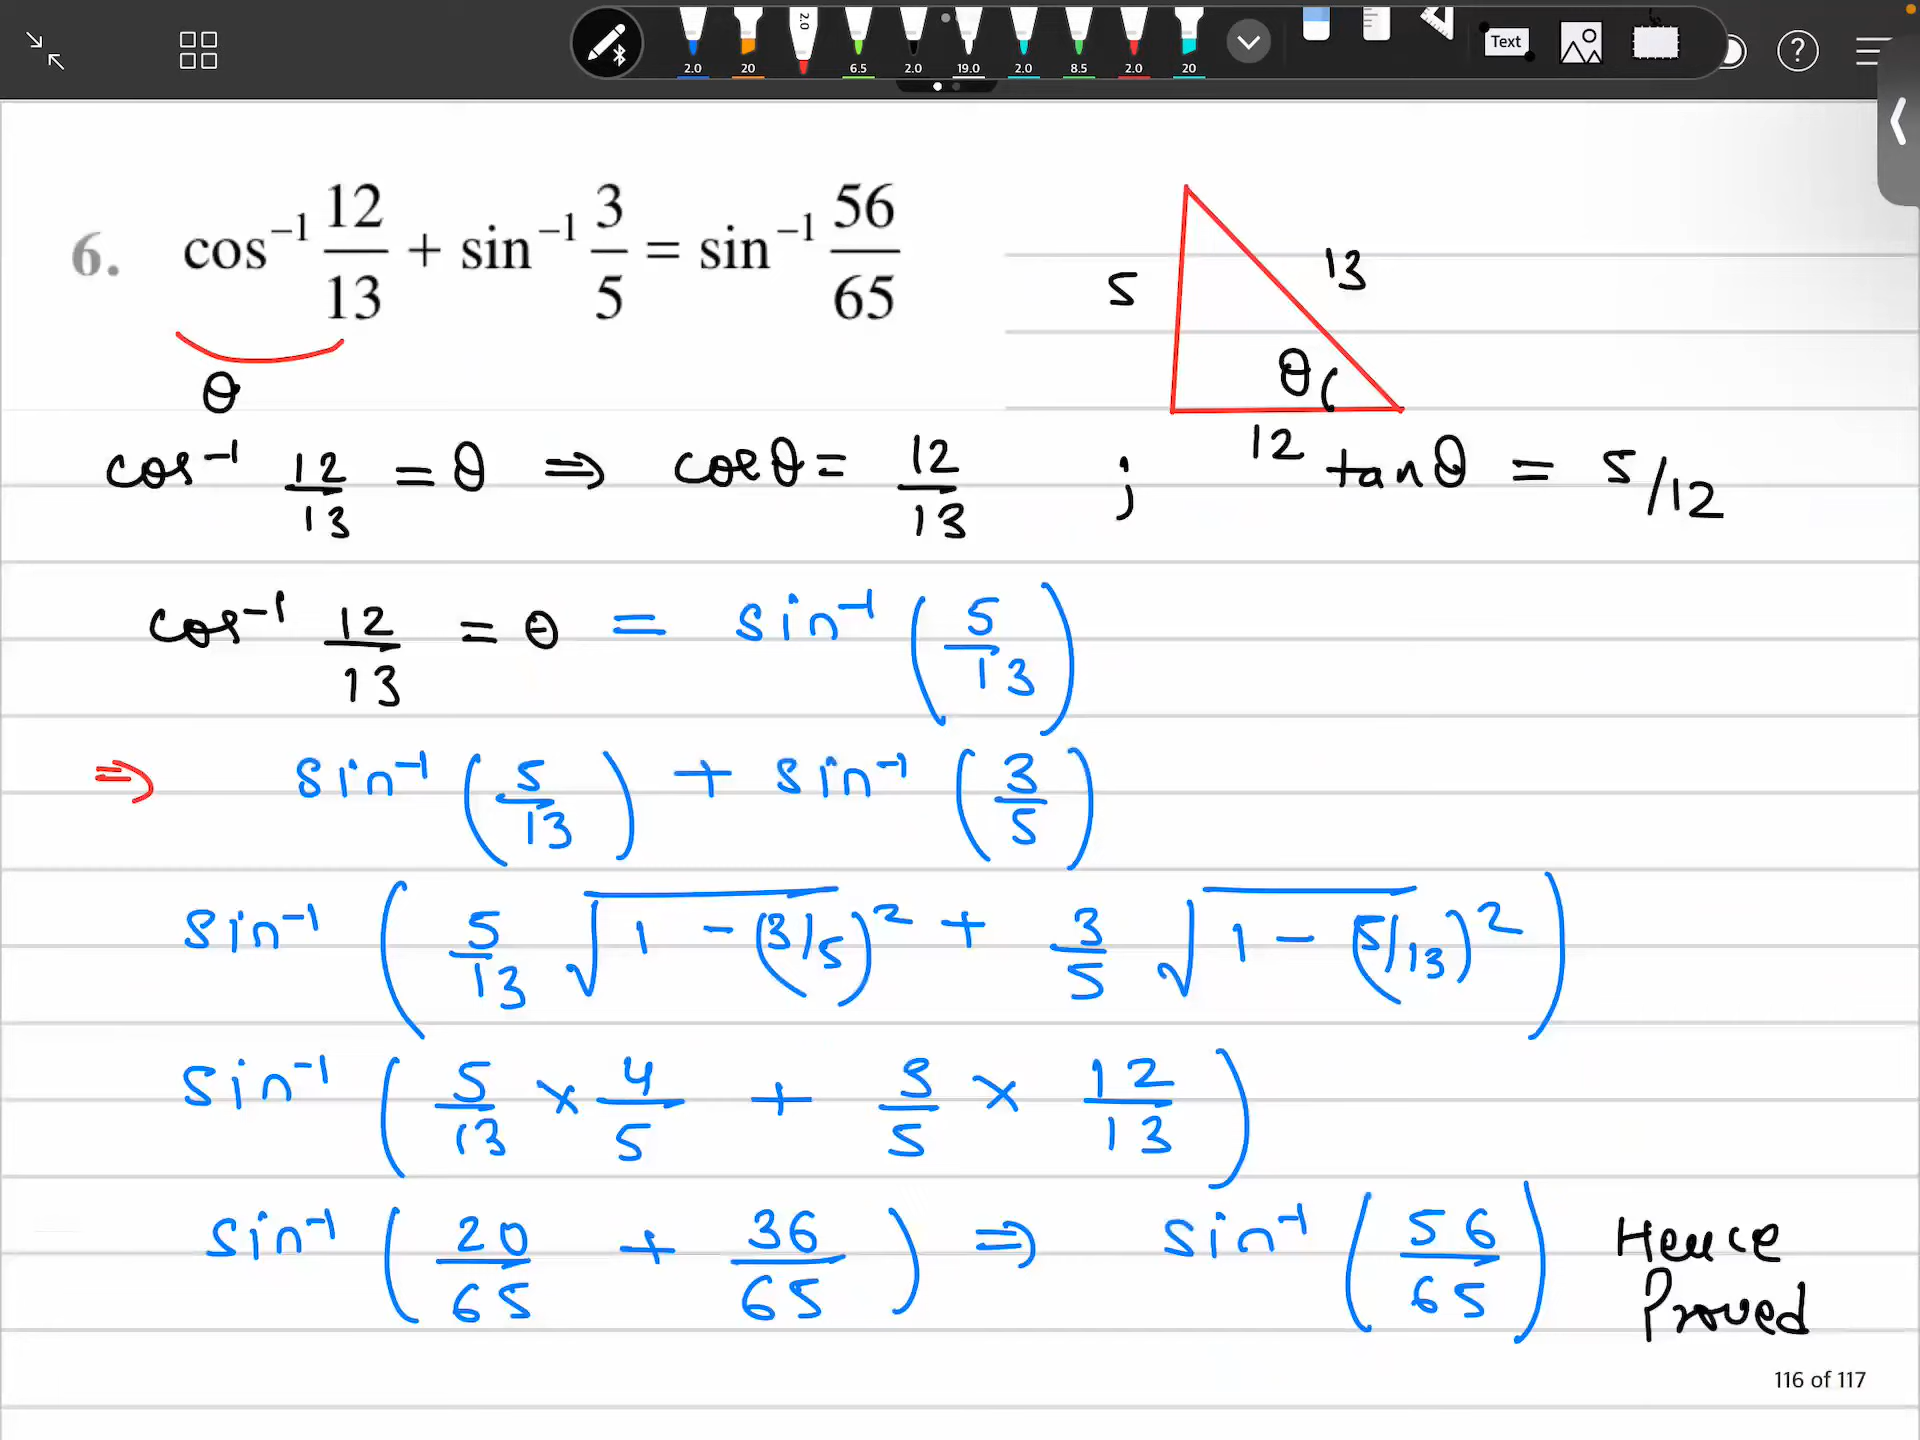 2.0 20 2.0 6.5 2.0 19.0 2.0 8.5 2.0 20 Text ?
6. cos⁻¹ 12/13 + sin⁻¹ 3/5 = sin⁻¹ 56/65
θ
5 13 θ 12
cos⁻¹ 12/13 = θ ⇒ cosθ = 12/13 ; tanθ = 5/12
cos⁻¹ 12/13 = θ = sin⁻¹ (5/13)
⇒ sin⁻¹ (5/13) + sin⁻¹ (3/5)
sin⁻¹ (5/13 √(1 - (3/5)²) + 3/5 √(1 - (5/13)²))
sin⁻¹ (5/13 × 4/5 + 3/5 × 12/13)
sin⁻¹ (20/65 + 36/65) ⇒ sin⁻¹ (56/65) Hence
Proved
116 of 117